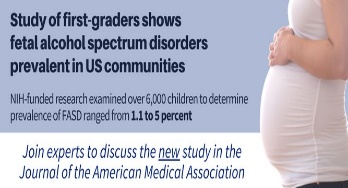 Study of first-graders shows
fetal alcohol spectrum disorders
prevalent in US communities
NIH-funded research examined over 6,000 children to determine
prevalence of FASD ranged from 1.1 to 5 percent
Join experts to discuss the new study in the
Journal of the American Medical Association